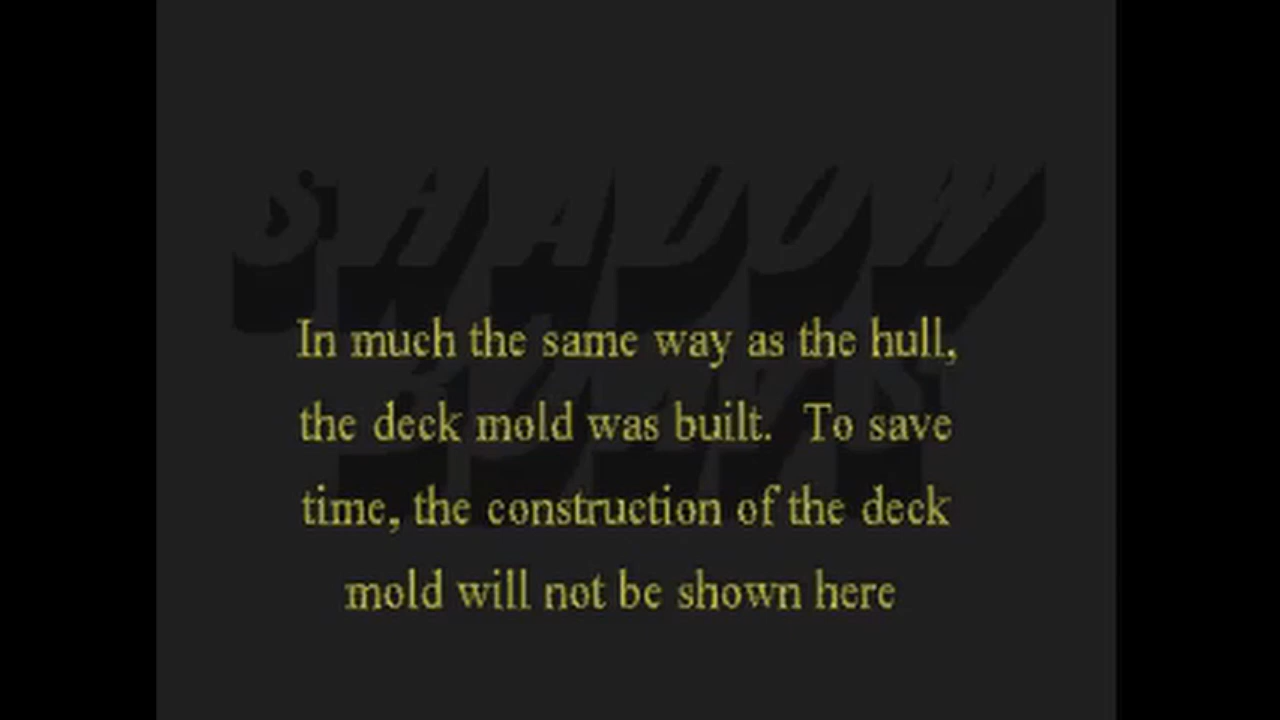 SHADOW
In much the same way as the hull,
the deck mold was built.  To save
time, the construction of the deck
mold will not be shown here